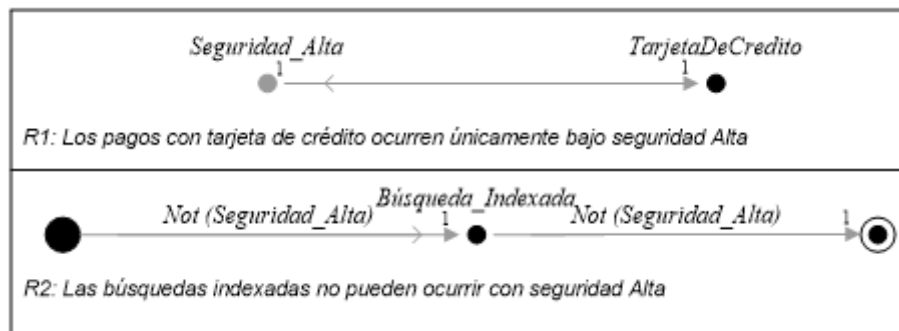 Seguridad_Alta TarjetaDeCredito
1 1
R1: Los pagos con tarjeta de crédito ocurren únicamente bajo seguridad Alta
Búsqueda_Indexada
Not (Seguridad_Alta) 1 Not (Seguridad_Alta) 1
R2: Las búsquedas indexadas no pueden ocurrir con seguridad Alta